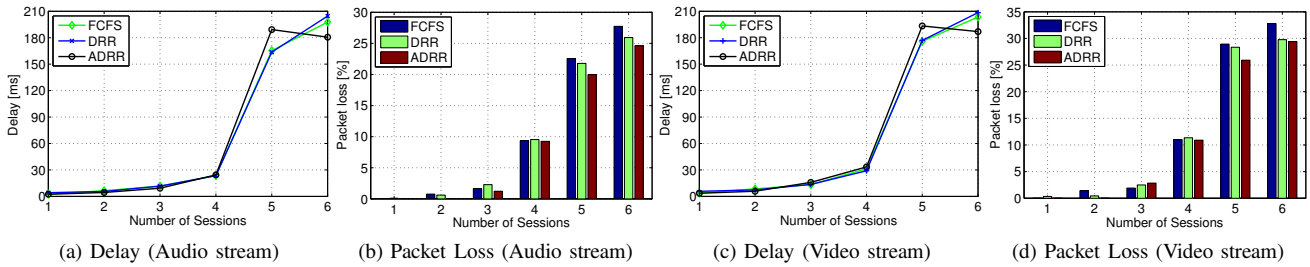 210
180
150
120
90
60
30
0
Delay [ms]
FCFS
DRR
ADRR
1 2 3 4 5 6
Number of Sessions
(a) Delay (Audio stream)
30
25
20
15
10
5
0
Packet loss [%]
FCFS
DRR
ADRR
1 2 3 4 5 6
Number of Sessions
(b) Packet Loss (Audio stream)
210
180
150
120
90
60
30
0
Delay [ms]
FCFS
DRR
ADRR
1 2 3 4 5 6
Number of Sessions
(c) Delay (Video stream)
35
30
25
20
15
10
5
0
Packet loss [%]
FCFS
DRR
ADRR
1 2 3 4 5 6
Number of Sessions
(d) Packet Loss (Video stream)